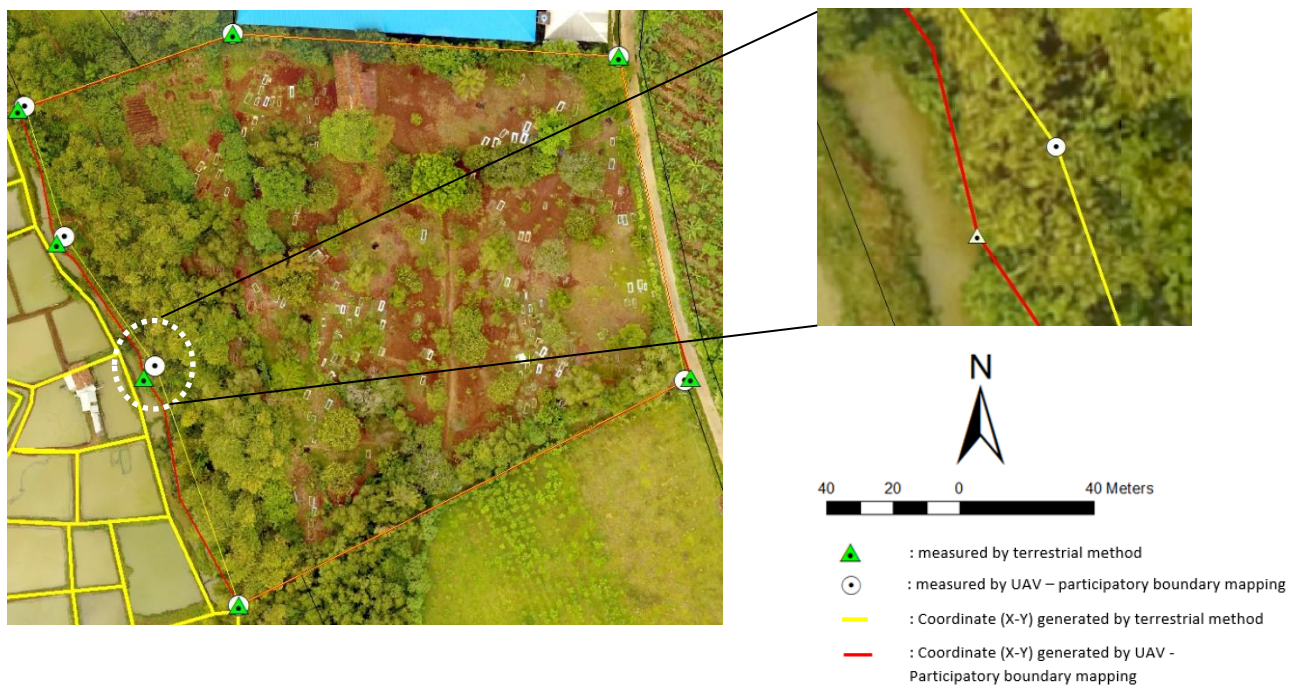 N
40 20 0 40 Meters
: measured by terrestrial method
: measured by UAV – participatory boundary mapping
: Coordinate (X-Y) generated by terrestrial method
: Coordinate (X-Y) generated by UAV -
Participatory boundary mapping